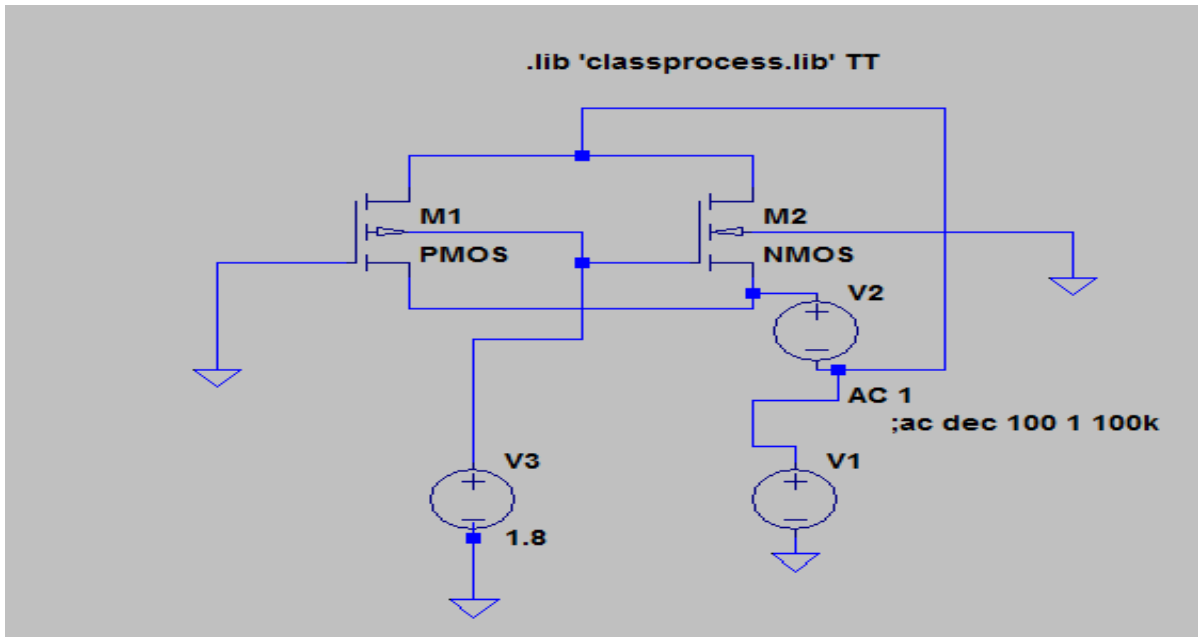 .lib 'classprocess.lib' TT
M1
PMOS
M2
NMOS
V2
AC 1
;ac dec 100 1 100k
V3
1.8
V1